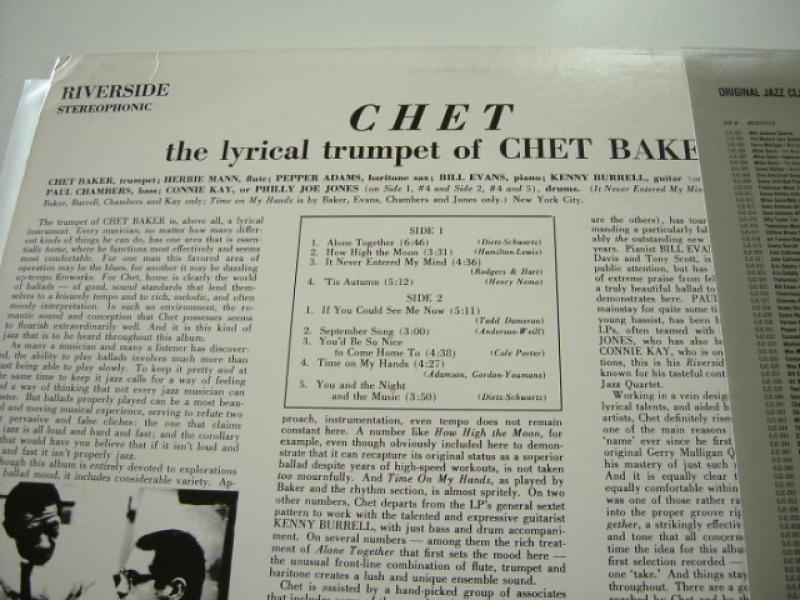 RIVERSIDE
STEREOPHONIC
CHET
the lyrical trumpet of CHET BAKE
CHET BAKER, trumpet; HERBIE MANN, flute; PEPPER ADAMS, baritone sax; BILL EVANS, piano; KENNY BURRELL, guitar (on
PAUL CHAMBERS, bass; CONNIE KAY, or PHILLY JOE JONES (on Side 1, #4 and Side 2, #4 and 5), drums. (It Never Entered My Min
Baker, Burrell, Chambers and Kay only; Time on My Hands is by Baker, Evans, Chambers and Jones only.) New York City.
The trumpet of CHET BAKER is, above all, a lyrical
instrument. Every musician, no matter how many differ-
ent kinds of things he can do, has one area that is essen-
tially home, where he functions most effectively and seems
most comfortable. For one man this favored area of
operation may be the blues, for another it may be dazzling
up-tempo fireworks. For Chet, home is clearly the world
of ballads — of good, sound standards that lend them-
selves to a leisurely tempo and to rich, melodic, and often
moody interpretation. In such an environment, the ro-
mantic sound and conception that Chet possesses seems
to flourish extraordinarily well. And it is this kind of
jazz that is to be heard throughout this album.
As many a musician and many a listener has discover-
ed, the ability to play ballads involves much more than
just being able to play slowly. To keep it pretty and at
the same time to keep it jazz calls for a way of feeling
and a way of thinking that not every jazz musician can
ster. But ballads properly played can be a most beau-
l and moving musical experience, serving to refute two
pervasive and false cliches: the one that claims
jazz is all loud and hard and fast; and the corollary
that would have you believe that if it isn't loud and
and fast it isn't properly jazz.
hough this album is entirely devoted to explorations
ballad mood, it includes considerable variety. Ap-
SIDE 1
1. Alone Together (6:46) (Dietz-Schwartz)
2. How High the Moon (3:31) (Hamilton-Lewis)
3. It Never Entered My Mind (4:36)
(Rodgers & Hart)
4. 'Tis Autumn (5:12) (Henry Nemo)
SIDE 2
1. If You Could See Me Now (5:11)
(Tadd Dameron)
2. September Song (3:00) (Anderson-Weill)
3. You'd Be So Nice
to Come Home To (4:38) (Cole Porter)
4. Time on My Hands (4:27)
(Adamson, Gordon-Youmans)
5. You and the Night
and the Music (3:50) (Dietz-Schwartz)
proach, instrumentation, even tempo does not remain
constant here. A number like How High the Moon, for
example, even though obviously included here to demon-
strate that it can recapture its original status as a superior
ballad despite years of high-speed workouts, is not taken
too mournfully. And Time On My Hands, as played by
Baker and the rhythm section, is almost spritely. On two
other numbers, Chet departs from the LP's general sextet
pattern to work with the talented and expressive guitarist
KENNY BURRELL, with just bass and drum accompani-
ment. On several numbers — among them the rich treat-
ment of Alone Together that first sets the mood here —
the unusual front-line combination of flute, trumpet and
baritone creates a lush and unique ensemble sound.
Chet is assisted by a hand-picked group of associates
are the others), has tour
manding a particularly ful
ably the outstanding new
years. Pianist BILL EVA
Davis and Tony Scott, is
public attention, but has
of extreme praise from fel
a truly beautiful ballad to
demonstrates here. PAUL
mainstay for quite some ti
young bassist, has been h
LPs, often teamed with
JONES, who has also b
CONNIE KAY, who is on
tions, this is his Riversid
known for his tasteful cont
Jazz Quartet.
Working in a vein desig
lyrical talents, and aided b
artists, Chet definitely rises
one of the main reasons
'name' ever since he first
original Gerry Mulligan Q
his mastery of just such
And it is equally clear t
equally comfortable within
was one of those rather ra
into the proper groove rig
gether, a strikingly effectiv
and tone that all concern
time the idea for this albu
first selection recorded —
one 'take.' And things stay
throughout. There are
ORIGINAL JAZZ CLA